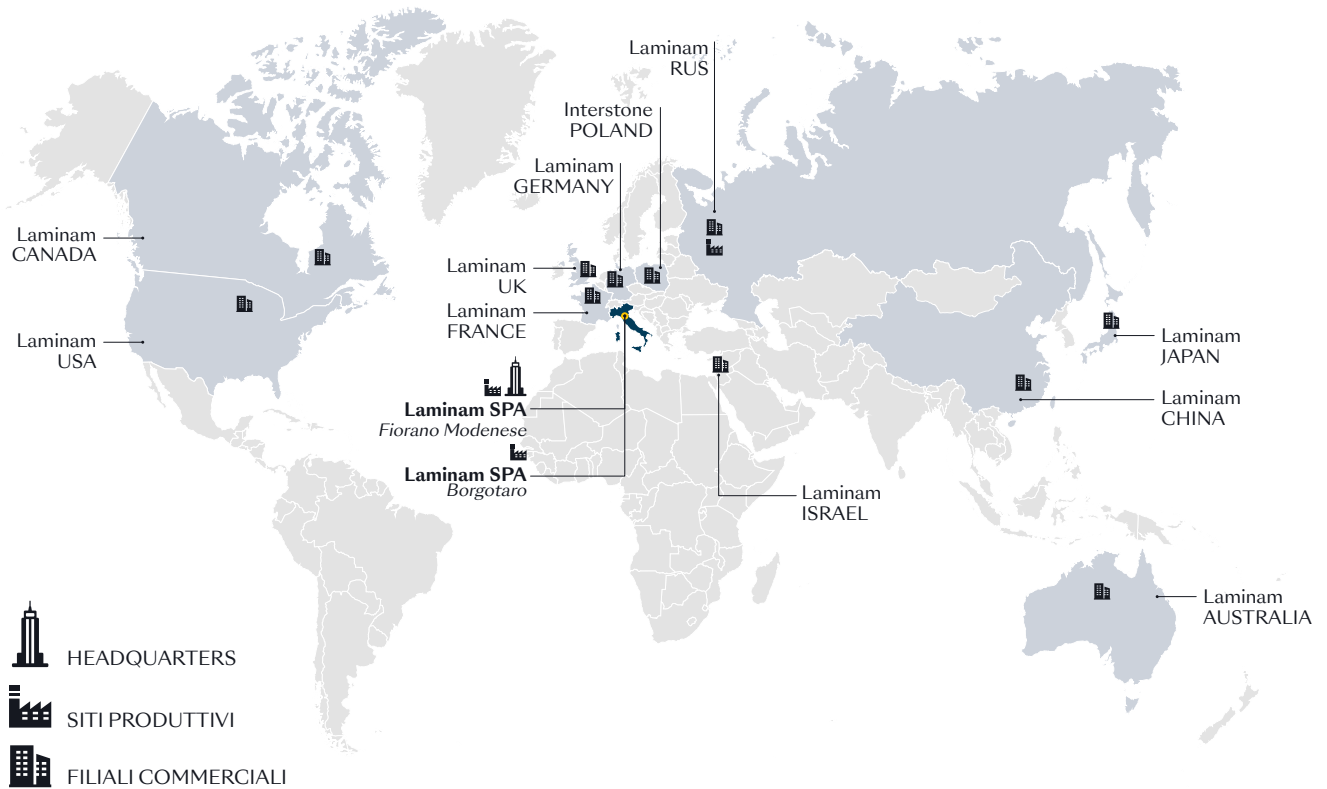 Laminam
RUS
Interstone
POLAND
Laminam
GERMANY
Laminam
CANADA
Laminam
UK
Laminam
FRANCE
Laminam
USA
Laminam
JAPAN
Laminam SPA
Fiorano Modenese
Laminam
CHINA
Laminam SPA
Borgotaro
Laminam
ISRAEL
Laminam
AUSTRALIA
HEADQUARTERS
SITI PRODUTTIVI
FILIALI COMMERCIALI